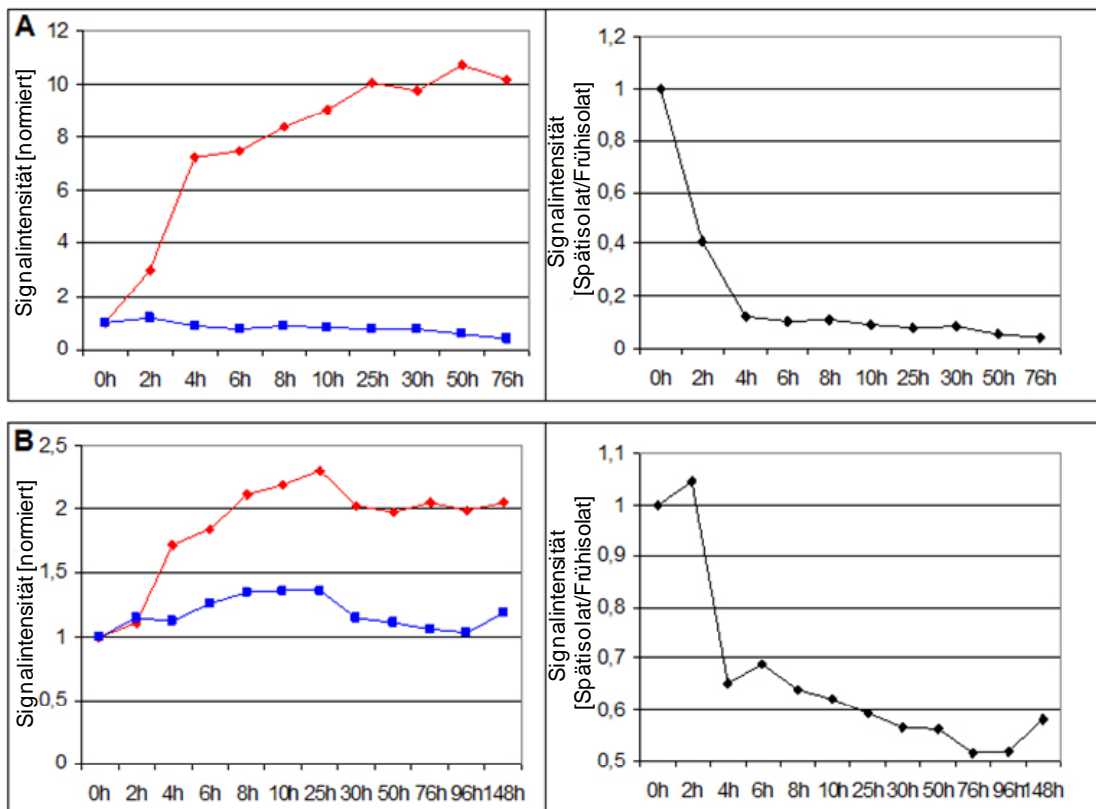 A
Signalintensität [normiert]
12
10
8
6
4
2
0
0h 2h 4h 6h 8h 10h 25h 30h 50h 76h
Signalintensität
[Spätisolat/Frühisolat]
1,2
1
0,8
0,6
0,4
0,2
0
0h 2h 4h 6h 8h 10h 25h 30h 50h 76h
B
Signalintensität [normiert]
2,5
2
1,5
1
0,5
0
0h 2h 4h 6h 8h 10h 25h 30h 50h 76h 96h 148h
Signalintensität
[Spätisolat/Frühisolat]
1,1
1
0,9
0,8
0,7
0,6
0,5
0h 2h 4h 6h 8h 10h 25h 30h 50h 76h 96h 148h